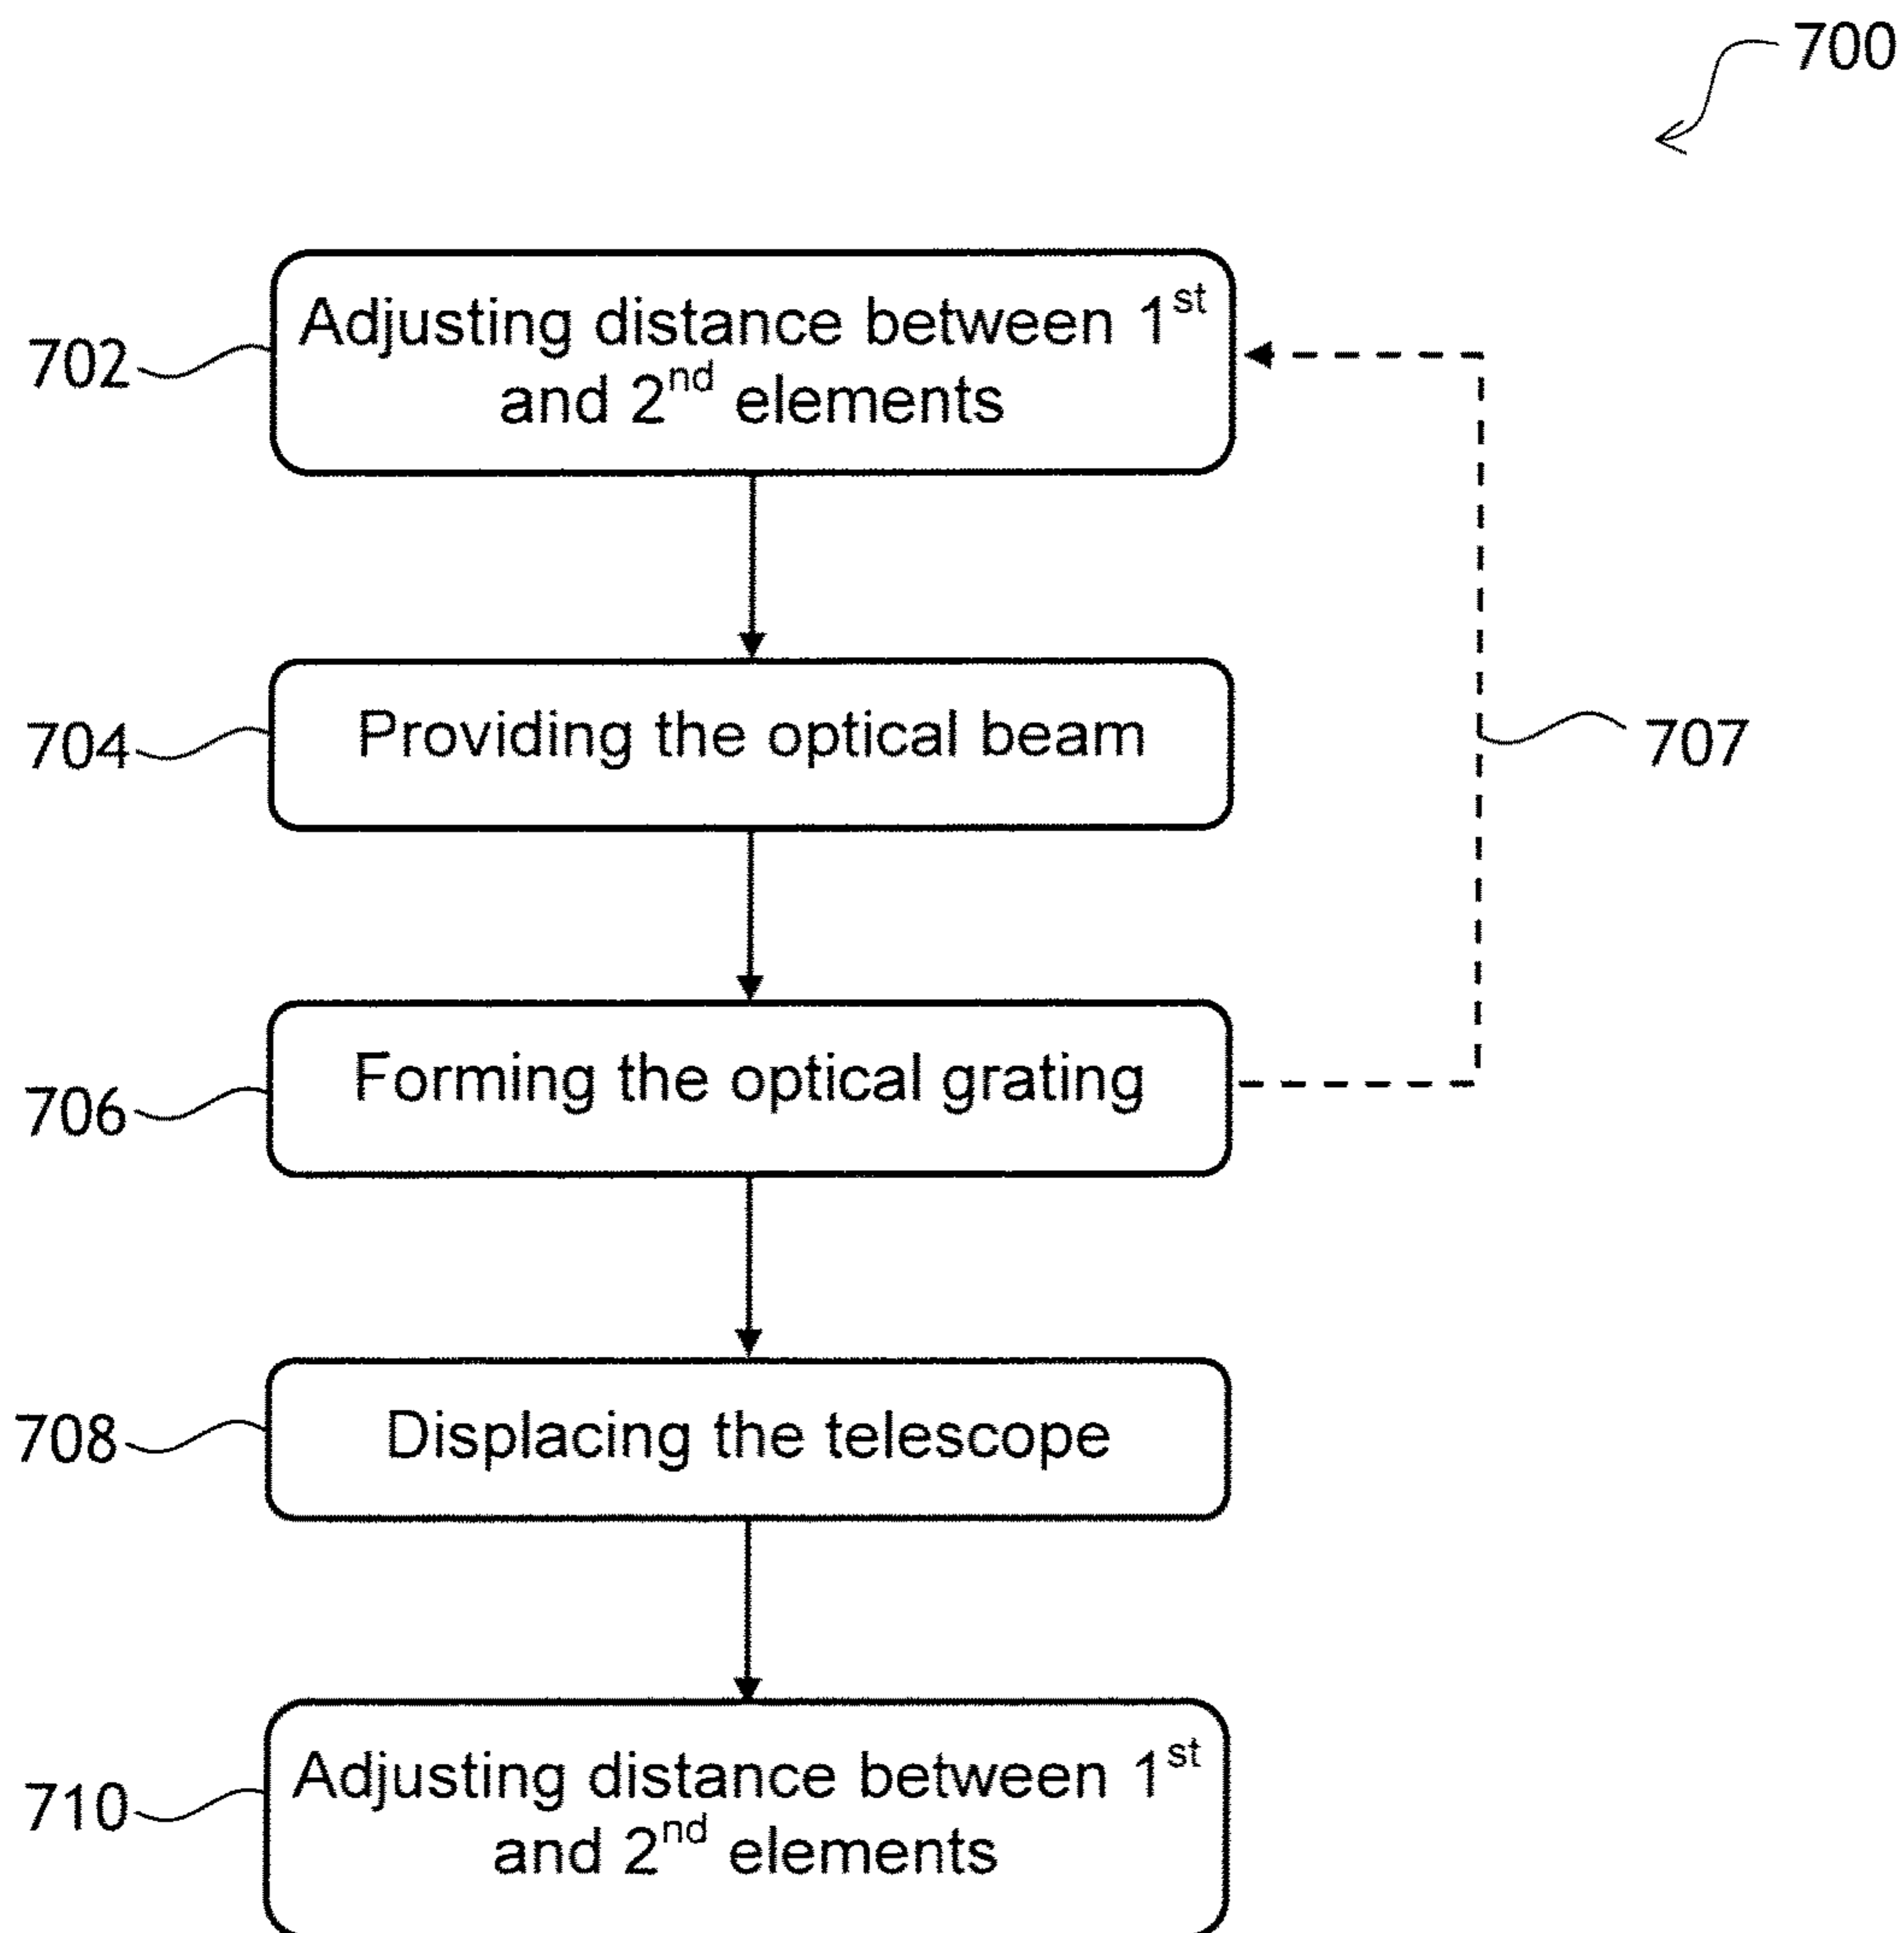 700
702
Adjusting distance between 1st
and 2nd elements
704
Providing the optical beam
707
706
Forming the optical grating
708
Displacing the telescope
710
Adjusting distance between 1st
and 2nd elements